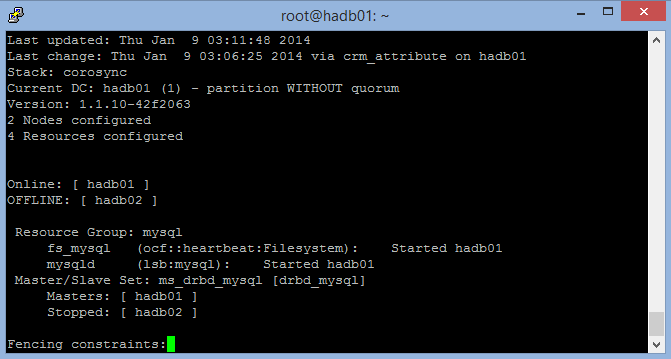 root@hadb01: ~
Last updated: Thu Jan  9 03:11:48 2014
Last change: Thu Jan  9 03:06:25 2014 via crm_attribute on hadb01
Stack: corosync
Current DC: hadb01 (1) - partition WITHOUT quorum
Version: 1.1.10-42f2063
2 Nodes configured
4 Resources configured
Online: [ hadb01 ]
OFFLINE: [ hadb02 ]
 Resource Group: mysql
     fs_mysql   (ocf::heartbeat:Filesystem):    Started hadb01
     mysqld     (lsb:mysql):    Started hadb01
 Master/Slave Set: ms_drbd_mysql [drbd_mysql]
     Masters: [ hadb01 ]
     Stopped: [ hadb02 ]
Fencing constraints: